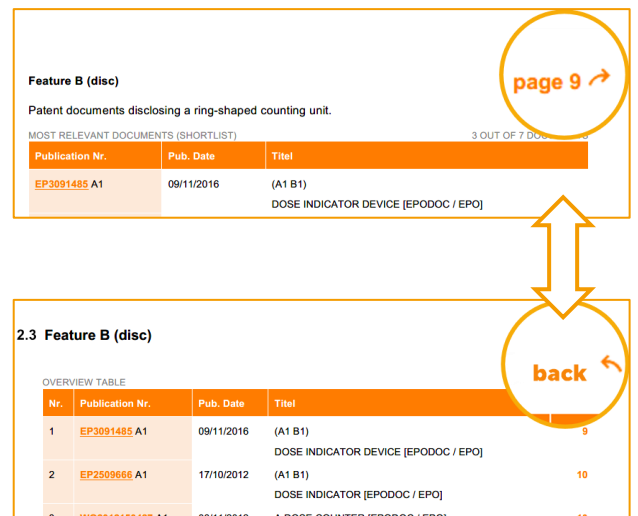 page 9
Feature B (disc)
Patent documents disclosing a ring-shaped counting unit.
MOST RELEVANT DOCUMENTS (SHORTLIST) 3 OUT OF 7
Publication Nr. Pub. Date Titel
EP3091485 A1 09/11/2016 (A1 B1)
DOSE INDICATOR DEVICE [EPODOC / EPO]
back
2.3 Feature B (disc)
OVERVIEW TABLE
Nr. Publication Nr. Pub. Date Titel
1 EP3091485 A1 09/11/2016 (A1 B1) 9
DOSE INDICATOR DEVICE [EPODOC / EPO]
2 EP2509666 A1 17/10/2012 (A1 B1) 10
DOSE INDICATOR [EPODOC / EPO]
A DOSE COUNTER [EPODOC / EPO]